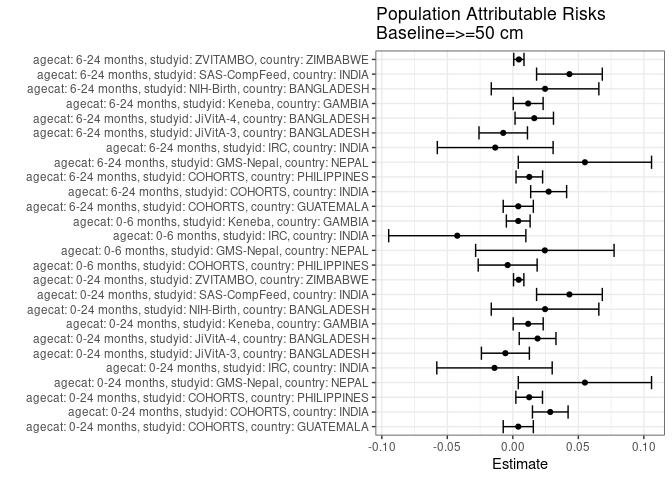 Population Attributable Risks
Baseline=>=50 cm
agecat: 6-24 months, studyid: ZVITAMBO, country: ZIMBABWE
agecat: 6-24 months, studyid: SAS-CompFeed, country: INDIA
agecat: 6-24 months, studyid: NIH-Birth, country: BANGLADESH
agecat: 6-24 months, studyid: Keneba, country: GAMBIA
agecat: 6-24 months, studyid: JiVitA-4, country: BANGLADESH
agecat: 6-24 months, studyid: JiVitA-3, country: BANGLADESH
agecat: 6-24 months, studyid: IRC, country: INDIA
agecat: 6-24 months, studyid: GMS-Nepal, country: NEPAL
agecat: 6-24 months, studyid: COHORTS, country: PHILIPPINES
agecat: 6-24 months, studyid: COHORTS, country: INDIA
agecat: 6-24 months, studyid: COHORTS, country: GUATEMALA
agecat: 0-6 months, studyid: Keneba, country: GAMBIA
agecat: 0-6 months, studyid: IRC, country: INDIA
agecat: 0-6 months, studyid: GMS-Nepal, country: NEPAL
agecat: 0-6 months, studyid: COHORTS, country: PHILIPPINES
agecat: 0-24 months, studyid: ZVITAMBO, country: ZIMBABWE
agecat: 0-24 months, studyid: SAS-CompFeed, country: INDIA
agecat: 0-24 months, studyid: NIH-Birth, country: BANGLADESH
agecat: 0-24 months, studyid: Keneba, country: GAMBIA
agecat: 0-24 months, studyid: JiVitA-4, country: BANGLADESH
agecat: 0-24 months, studyid: JiVitA-3, country: BANGLADESH
agecat: 0-24 months, studyid: IRC, country: INDIA
agecat: 0-24 months, studyid: GMS-Nepal, country: NEPAL
agecat: 0-24 months, studyid: COHORTS, country: PHILIPPINES
agecat: 0-24 months, studyid: COHORTS, country: INDIA
agecat: 0-24 months, studyid: COHORTS, country: GUATEMALA
-0.10 -0.05 0.00 0.05 0.10
Estimate